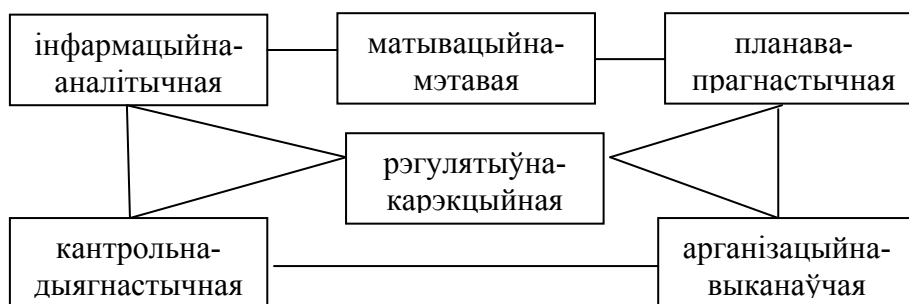 інфармацыйна-
аналітычная
матывацыйна-
мэтавая
планава-
прагнастычная
рэгулятыўна-
карэкцыйная
кантрольна-
дыягнастычная
арганізацыйна-
выканаўчая